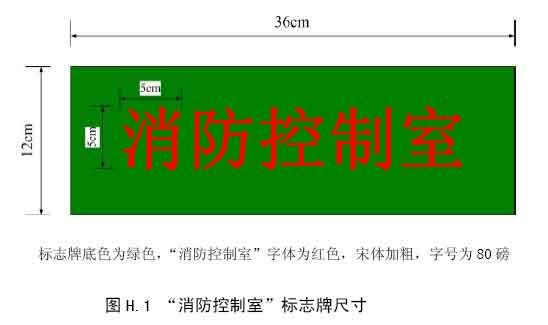 36cm
12cm
5cm
5cm
消防控制室
标志牌底色为绿色，“消防控制室”字体为红色，宋体加粗，字号为80磅
图 H.1 “消防控制室”标志牌尺寸